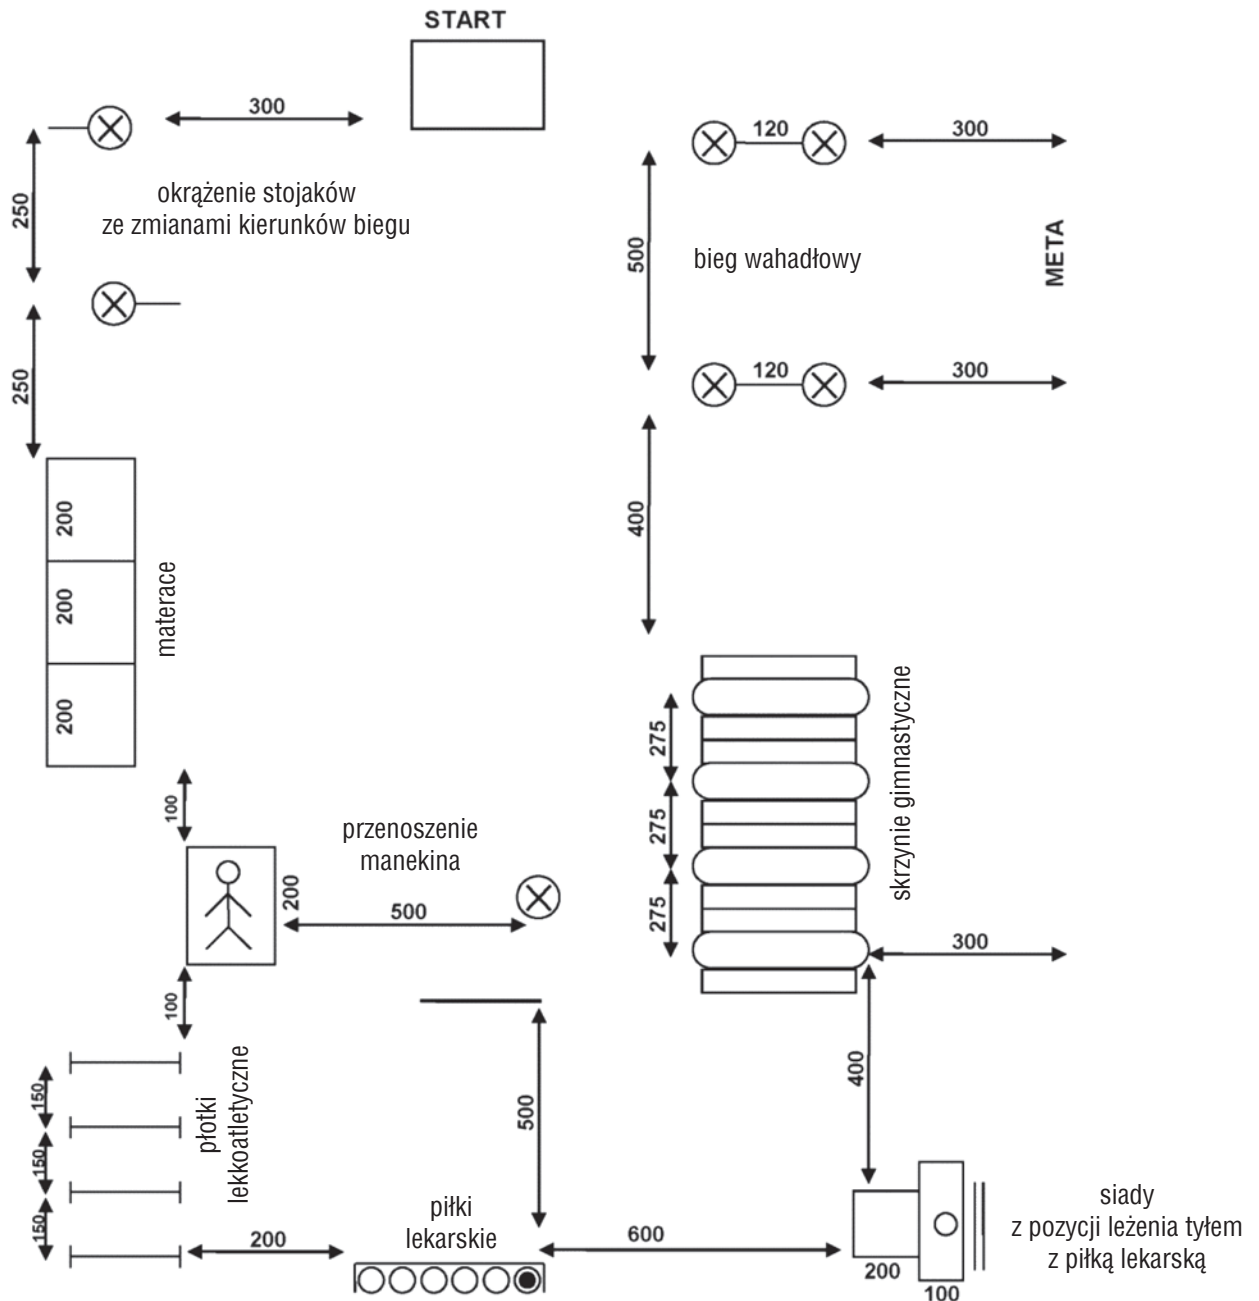 START
300
120
300
250
okrążenie stojaków
ze zmianami kierunków biegu
500
bieg wahadłowy
META
250
120
300
400
200
200
200
materace
275
275
275
skrzynie gimnastyczne
100
przenoszenie
manekina
200
500
300
100
400
150
150
150
płotki
lekkoatletyczne
500
piłki
lekarskie
200
600
siady
z pozycji leżenia tyłem
z piłką lekarską
200
100